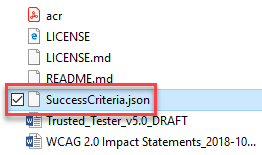 acr
LICENSE
LICENSE.md
README.md
SuccessCriteria.json
Trusted_Tester_v5.0_DRAFT
WCAG 2.0 Impact Statements_2018-10...